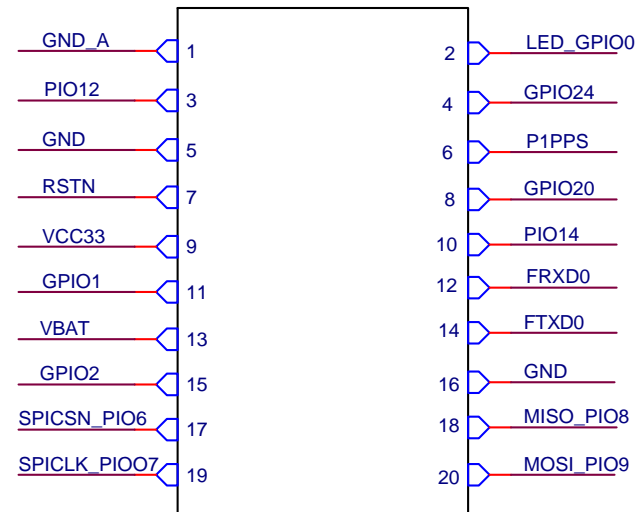 GND_A 1 2 LED_GPIO0
PIO12 3 4 GPIO24
GND 5 6 P1PPS
RSTN 7 8 GPIO20
VCC33 9 10 PIO14
GPIO1 11 12 FRXD0
VBAT 13 14 FTXD0
GPIO2 15 16 GND
SPICSN_PIO6 17 18 MISO_PIO8
SPICLK_PIOO7 19 20 MOSI_PIO9